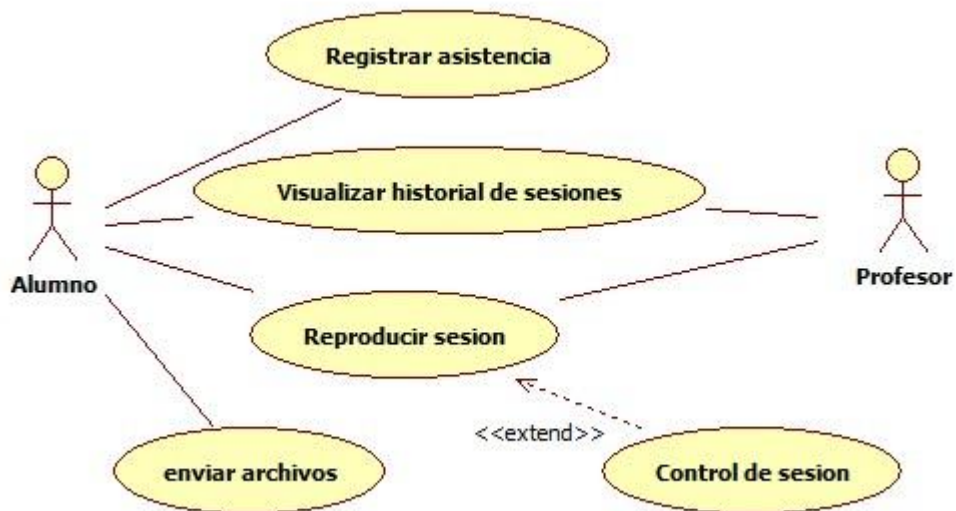 Registrar asistencia
Visualizar historial de sesiones
Alumno
Profesor
Reproducir sesion
<<extend>>
enviar archivos
Control de sesion